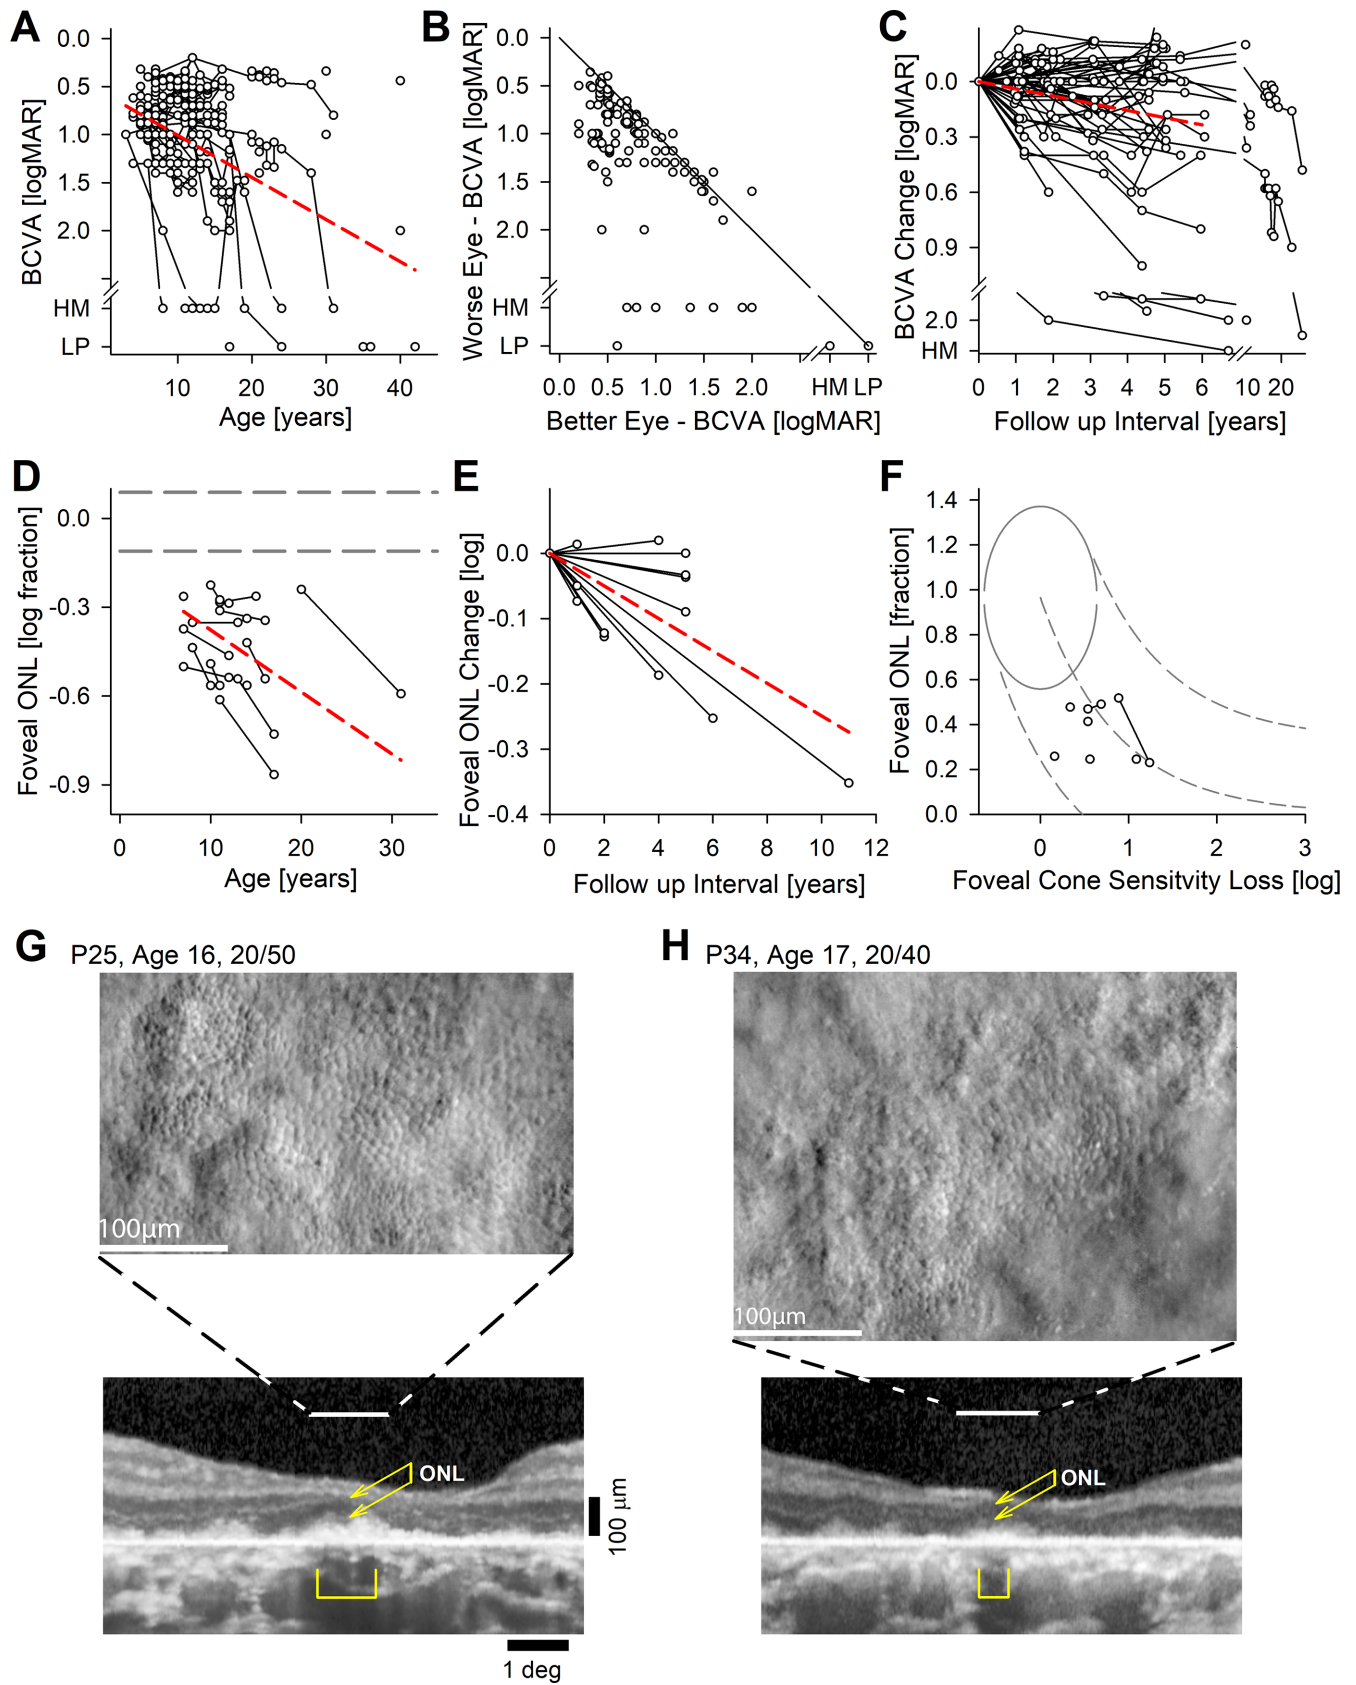 A
BCVA [logMAR]
0.0
0.5
1.0
1.5
2.0
HM
LP
10 20 30 40
Age [years]
B
Worse Eye - BCVA [logMAR]
0.0
0.5
1.0
1.5
2.0
HM
LP
0.0 0.5 1.0 1.5 2.0 HM LP
Better Eye - BCVA [logMAR]
C
BCVA Change [logMAR]
0.0
0.3
0.6
0.9
2.0
HM
0 1 2 3 4 5 6 10 20
Follow up Interval [years]
D
Foveal ONL [log fraction]
0.0
-0.3
-0.6
-0.9
0 10 20 30
Age [years]
E
Foveal ONL Change [log]
0.0
-0.1
-0.2
-0.3
-0.4
0 2 4 6 8 10 12
Follow up Interval [years]
F
Foveal ONL [fraction]
1.4
1.2
1.0
0.8
0.6
0.4
0.2
0.0
0 1 2 3
Foveal Cone Sensitvity Loss [log]
G
P25, Age 16, 20/50
100µm
ONL
100 µm
1 deg
H
P34, Age 17, 20/40
100µm
ONL